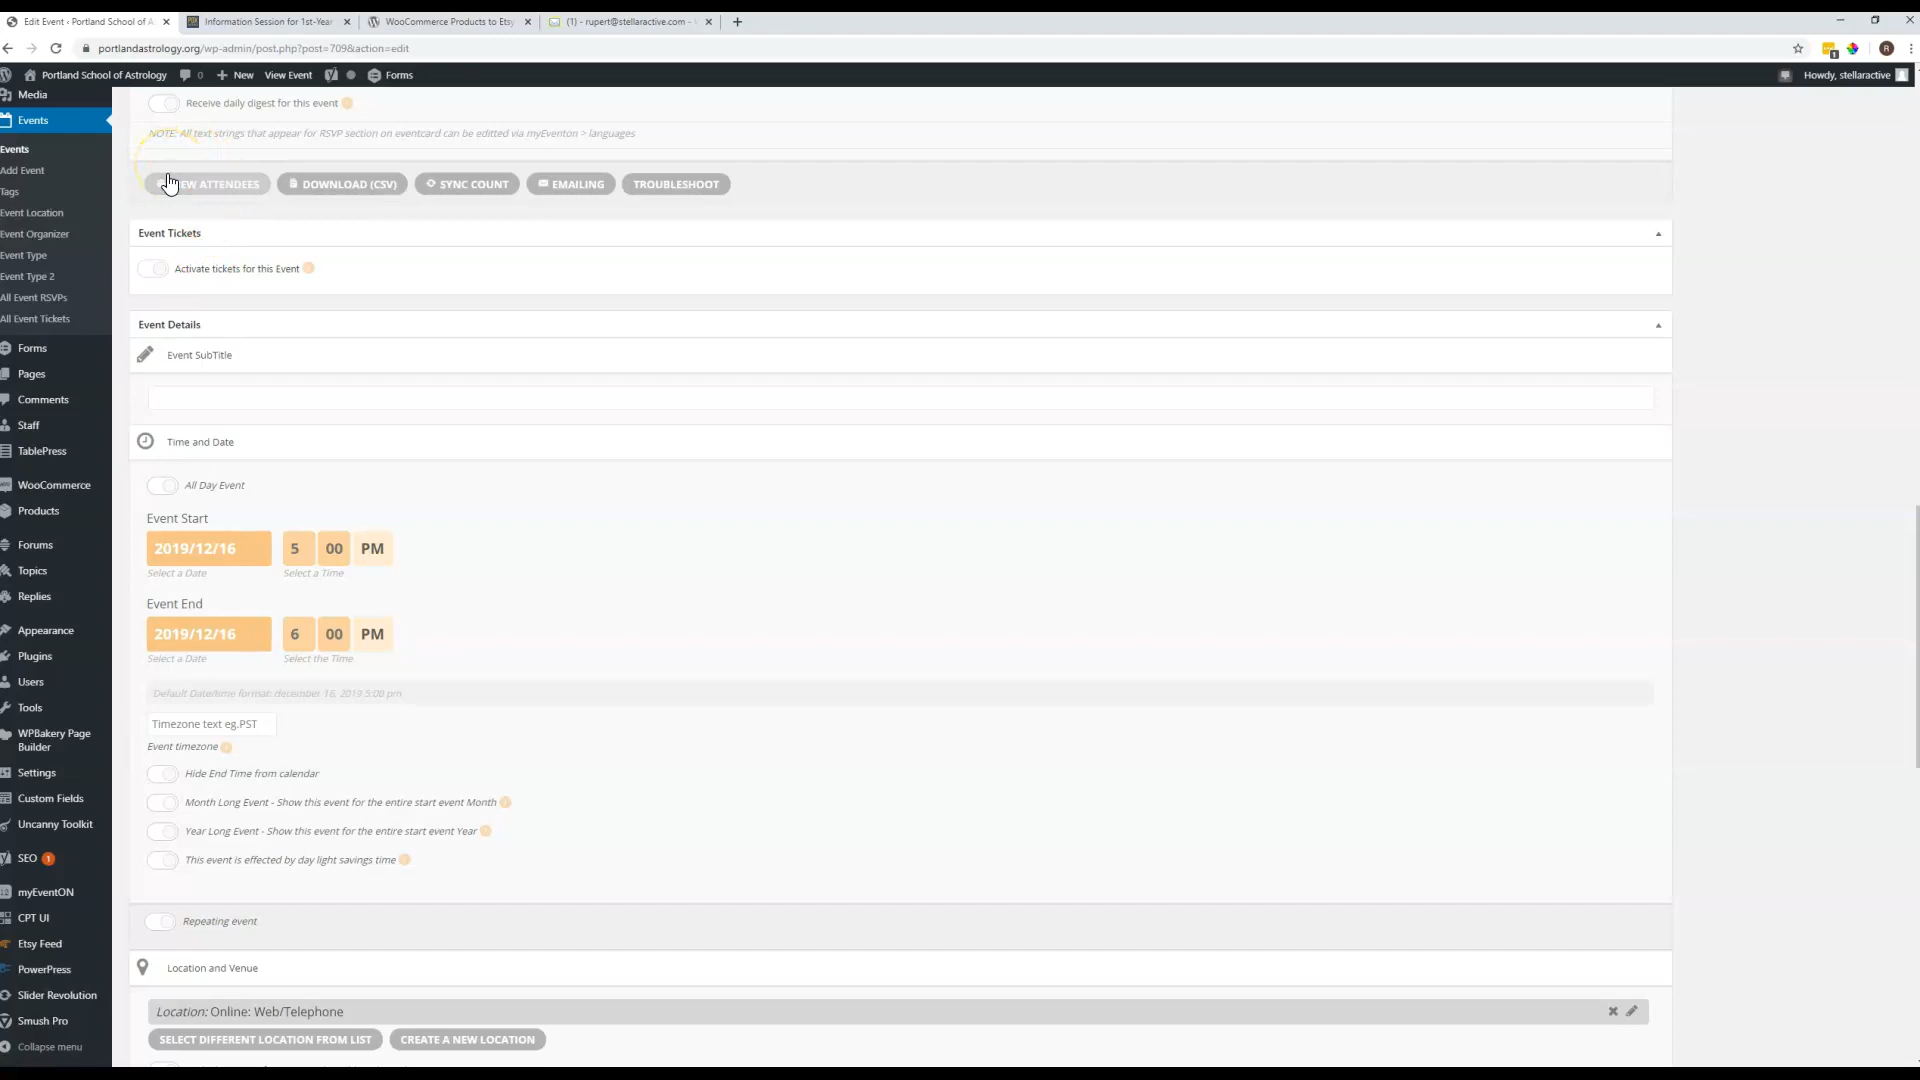 Edit Event ‹ Portland School of A
Information Session for 1st-Year
WooCommerce Products to Etsy
(1) - rupert@stellaractive.com -
portlandastrology.org/wp-admin/post.php?post=709&action=edit
R
Portland School of Astrology
0
New
View Event
Forms
Howdy, stellaractive
Media
Events
Events
Add Event
Tags
Event Location
Event Organizer
Event Type
Event Type 2
All Event RSVPs
All Event Tickets
Forms
Pages
Comments
Staff
TablePress
WooCommerce
Products
Forums
Topics
Replies
Appearance
Plugins
Users
Tools
WPBakery Page
Builder
Settings
Custom Fields
Uncanny Toolkit
SEO 1
myEventON
CPT UI
Etsy Feed
PowerPress
Slider Revolution
Smush Pro
Collapse menu
Receive daily digest for this event
NOTE: All text strings that appear for RSVP section on eventcard can be editted via myEventon > languages
ATTENDEES
DOWNLOAD (CSV)
SYNC COUNT
EMAILING
TROUBLESHOOT
Event Tickets
Activate tickets for this Event
Event Details
Event SubTitle
Time and Date
All Day Event
Event Start
2019/12/16 5 00 PM
Select a Date Select a Time
Event End
2019/12/16 6 00 PM
Select a Date Select the Time
Default Date/time format: december 16, 2019 5:00 pm
Timezone text eg.PST
Event timezone
Hide End Time from calendar
Month Long Event - Show this event for the entire start event Month
Year Long Event - Show this event for the entire start event Year
This event is effected by day light savings time
Repeating event
Location and Venue
Location: Online: Web/Telephone
SELECT DIFFERENT LOCATION FROM LIST
CREATE A NEW LOCATION